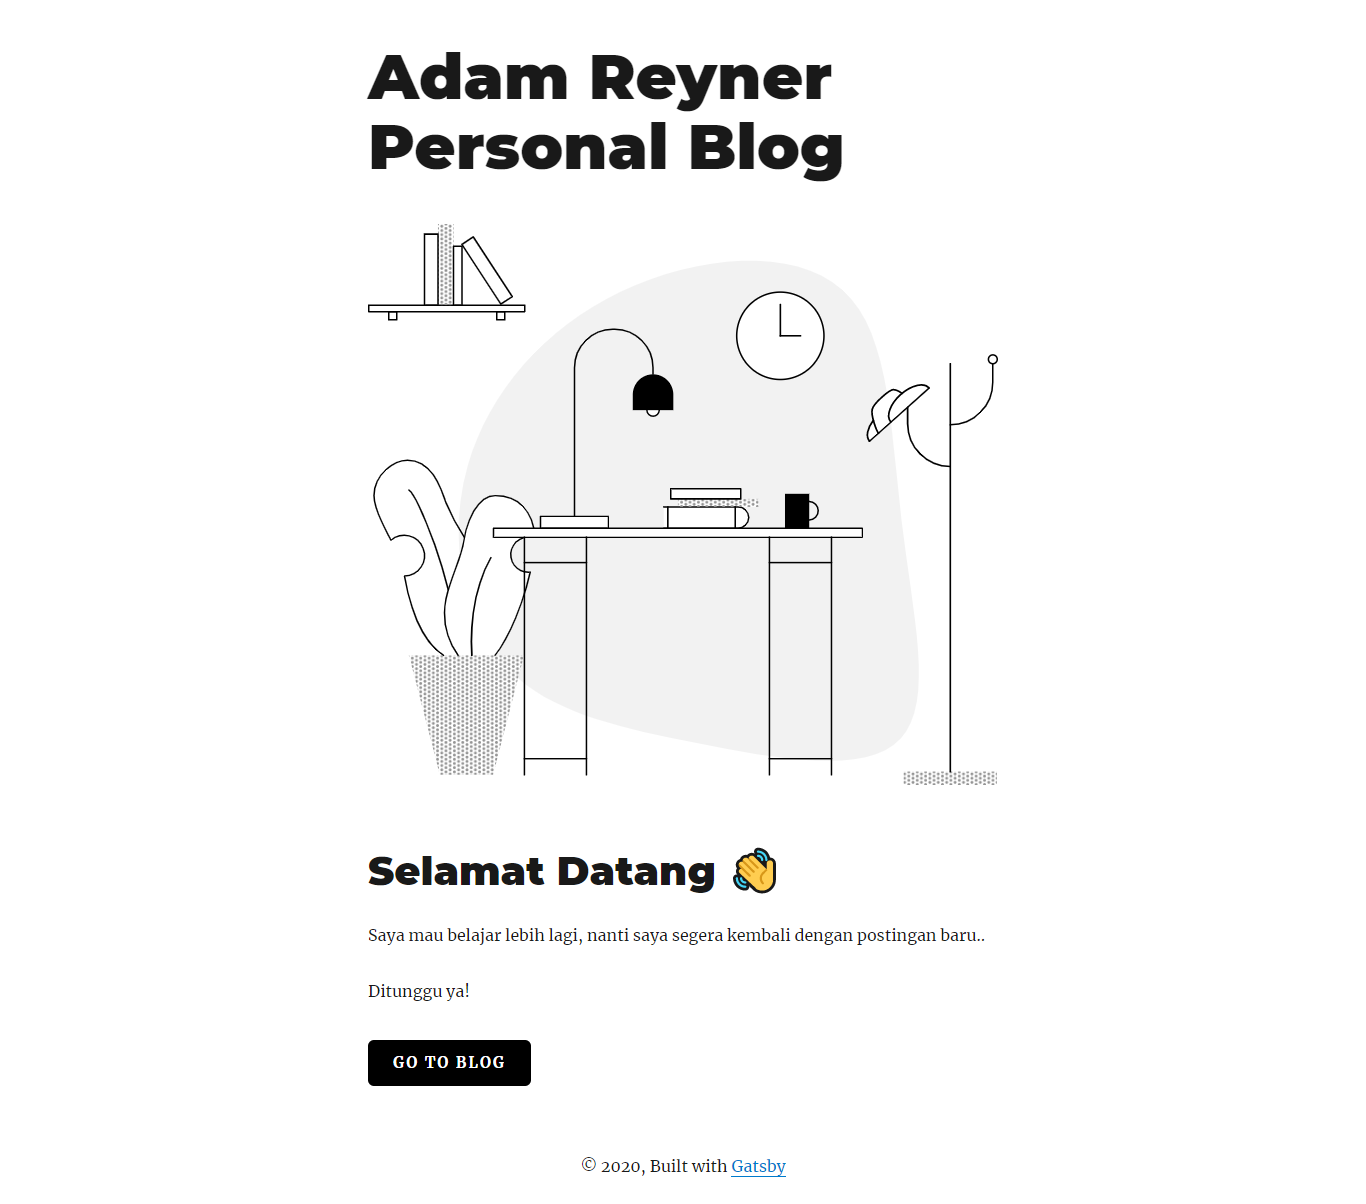 Adam Reyner
Personal Blog
Selamat Datang 👋
Saya mau belajar lebih lagi, nanti saya segera kembali dengan postingan baru..
Ditunggu ya!
GO TO BLOG
© 2020, Built with Gatsby